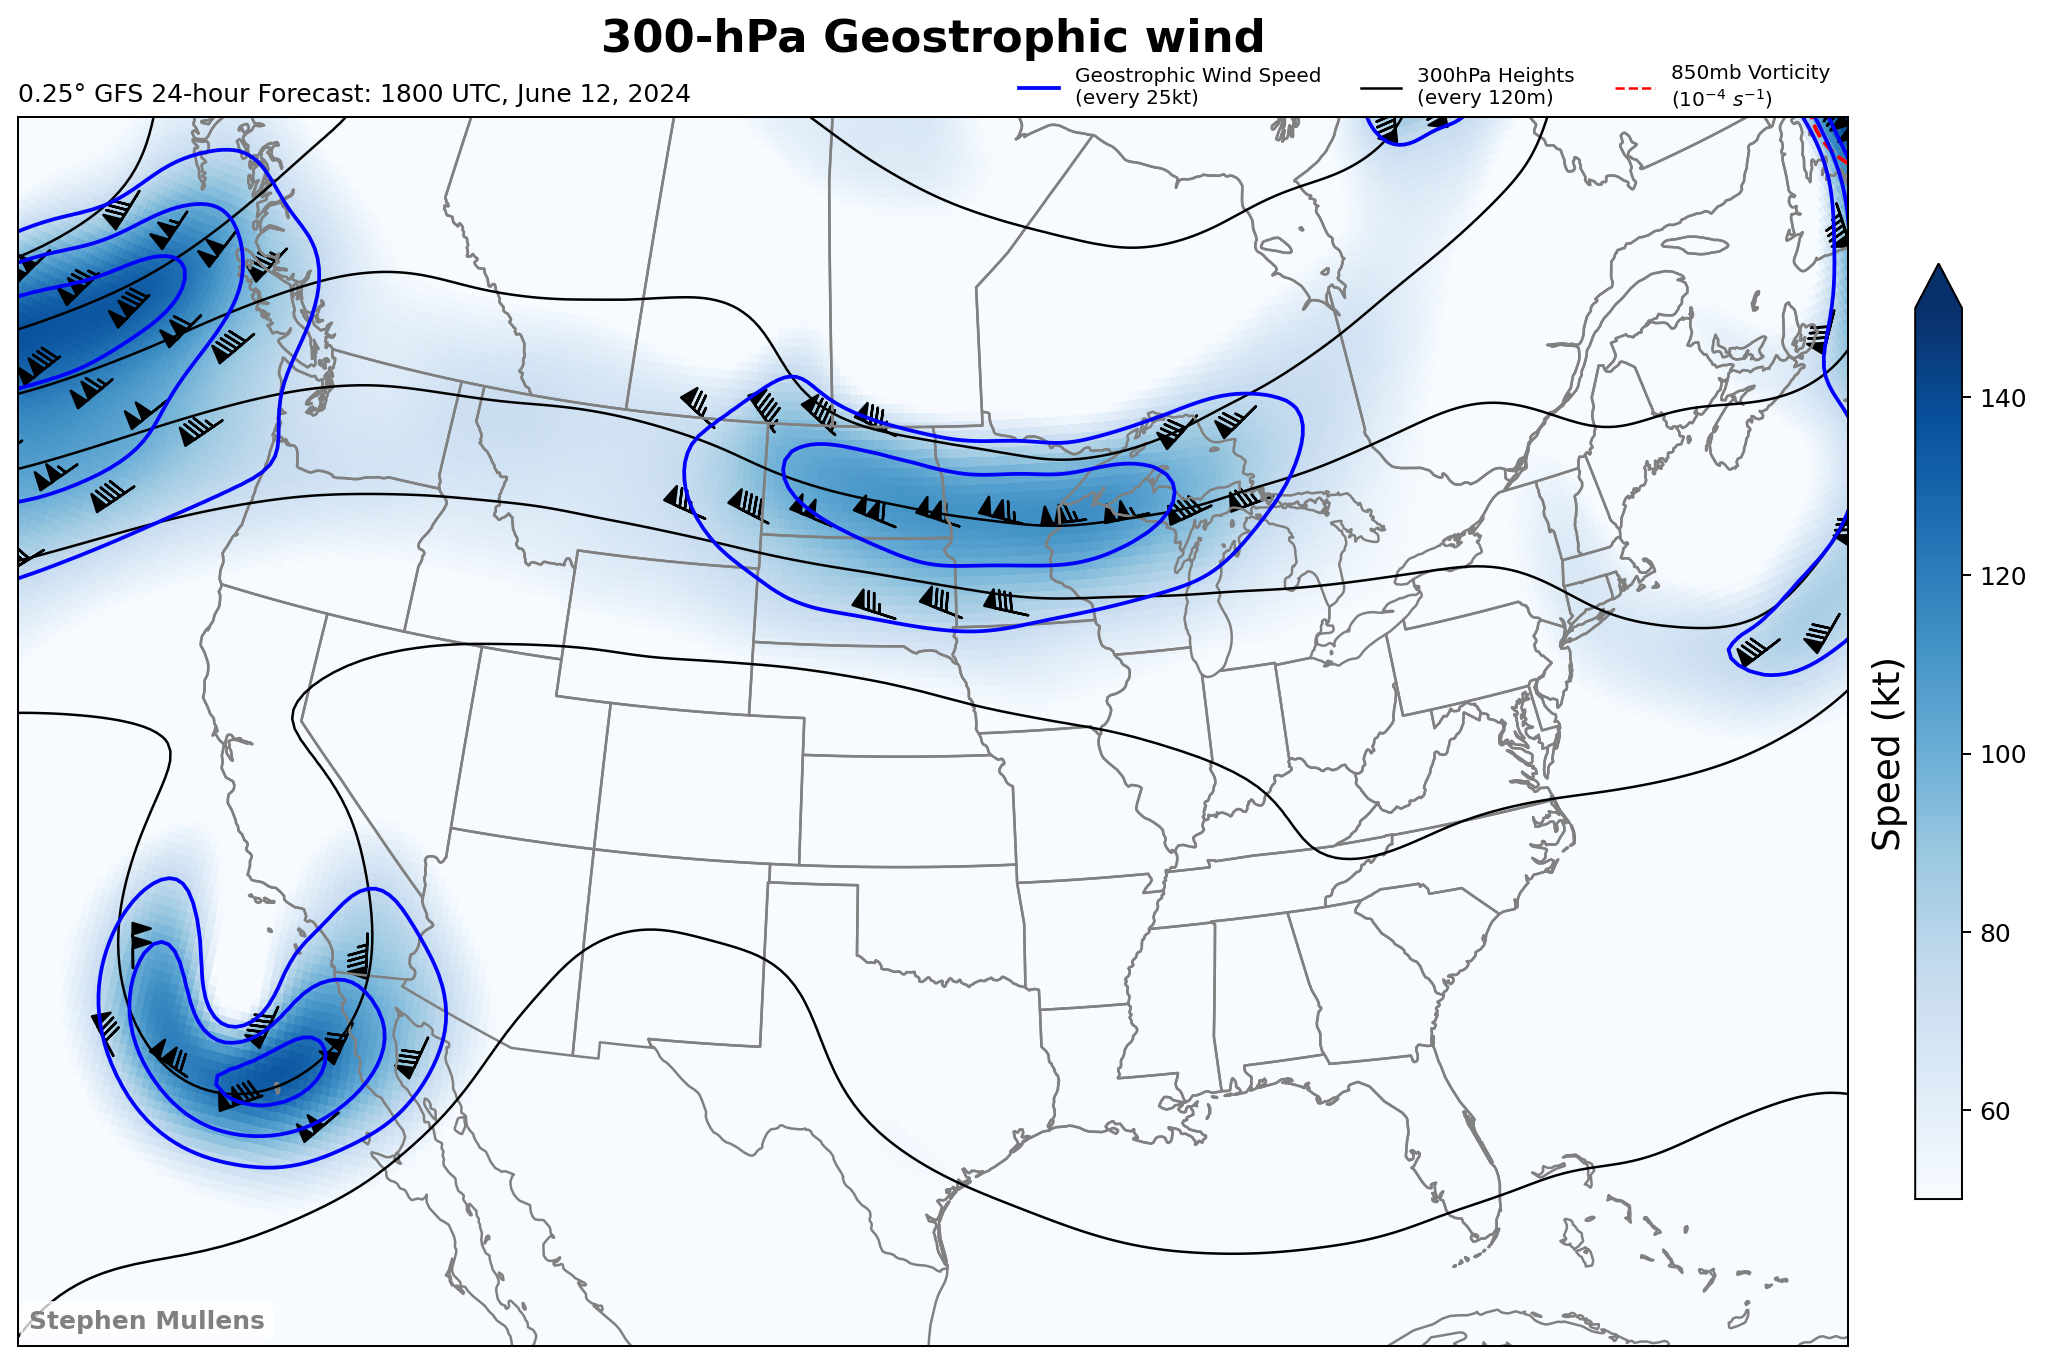 300-hPa Geostrophic wind
0.25° GFS 24-hour Forecast: 1800 UTC, June 12, 2024
Geostrophic Wind Speed
(every 25kt)
300hPa Heights
(every 120m)
850mb Vorticity
(10⁻⁴ s⁻¹)
140
120
100
80
60
Speed (kt)
Stephen Mullens